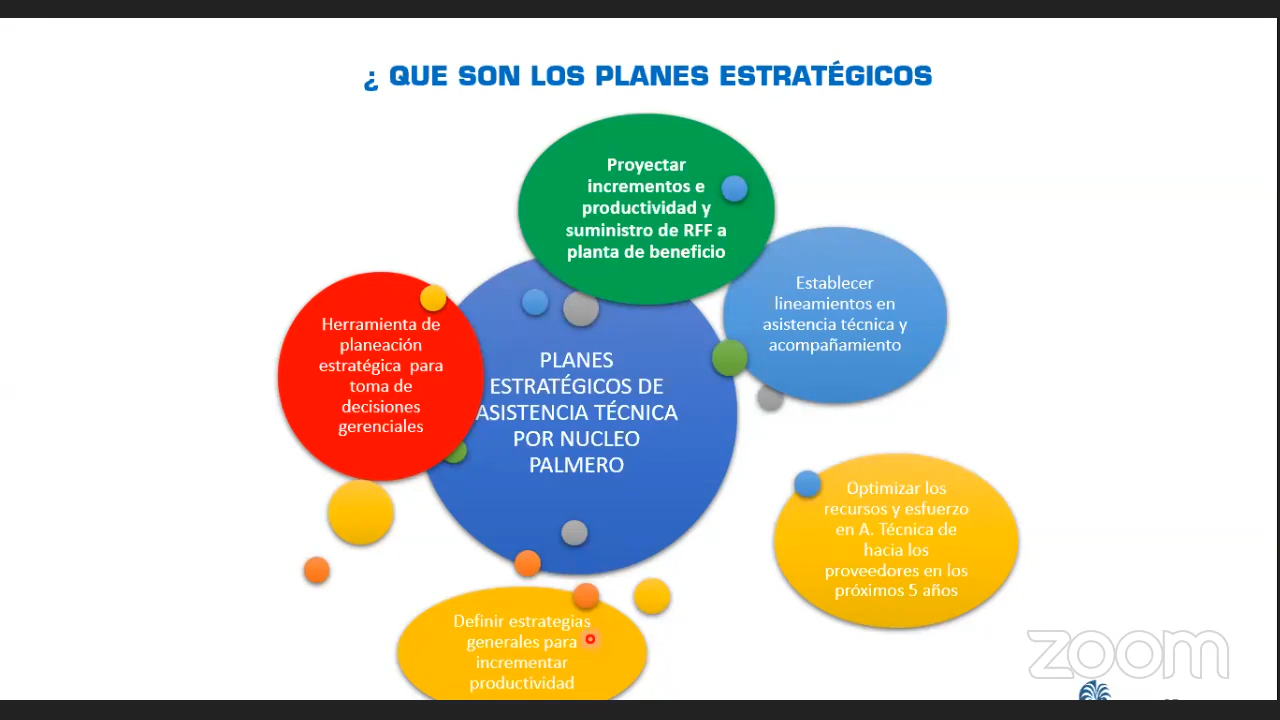 ¿ QUE SON LOS PLANES ESTRATÉGICOS
Proyectar
incrementos e
productividad y
suministro de RFF a
planta de beneficio
Establecer
lineamientos en
asistencia técnica y
acompañamiento
Herramienta de
planeación
estratégica para
toma de
decisiones
gerenciales
PLANES
ESTRATÉGICOS DE
ASISTENCIA TÉCNICA
POR NUCLEO
PALMERO
Optimizar los
recursos y esfuerzo
en A. Técnica de
hacia los
proveedores en los
próximos 5 años
Definir estrategias
generales para
incrementar
productividad
zoom